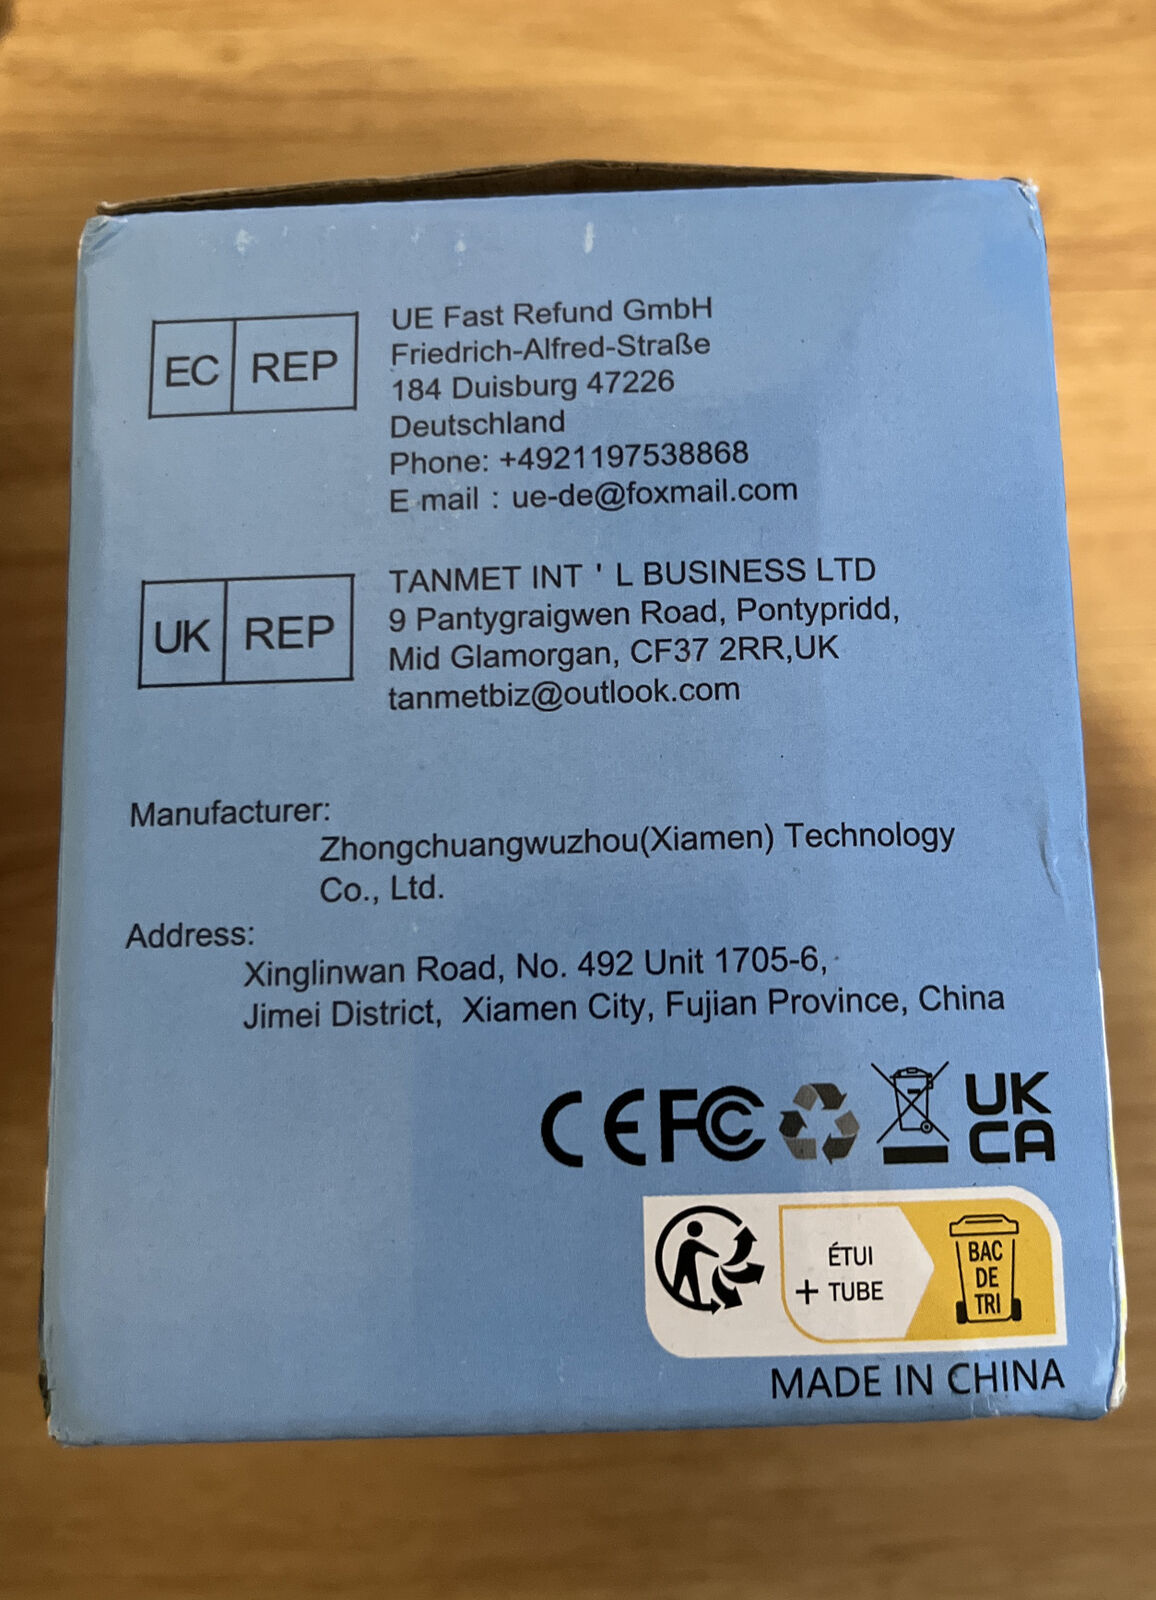 EC REP
UE Fast Refund GmbH
Friedrich-Alfred-Straße
184 Duisburg 47226
Deutschland
Phone: +4921197538868
E-mail : ue-de@foxmail.com
UK REP
TANMET INT ' L BUSINESS LTD
9 Pantygraigwen Road, Pontypridd,
Mid Glamorgan, CF37 2RR,UK
tanmetbiz@outlook.com
Manufacturer:
Zhongchuangwuzhou(Xiamen) Technology
Co., Ltd.
Address:
Xinglinwan Road, No. 492 Unit 1705-6,
Jimei District, Xiamen City, Fujian Province, China
CE FC UK
CA
ÉTUI
+ TUBE
BAC
DE
TRI
MADE IN CHINA